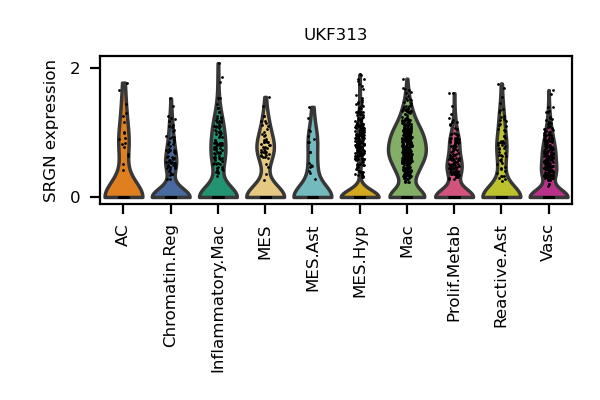 UKF313
SRGN expression
2
0
AC
Chromatin.Reg
Inflammatory.Mac
MES
MES.Ast
MES.Hyp
Mac
Prolif.Metab
Reactive.Ast
Vasc